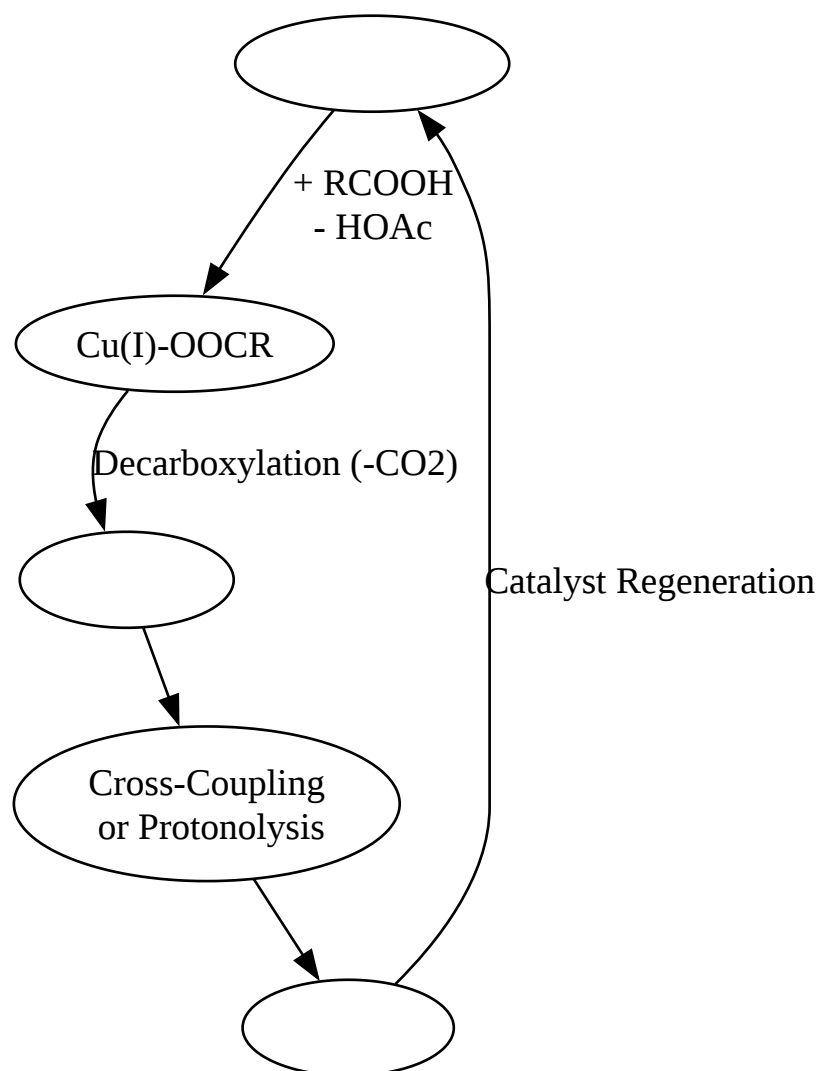 + RCOOH
- HOAc
Cu(I)-OOCR
Decarboxylation (-CO2)
Catalyst Regeneration
Cross-Coupling
or Protonolysis